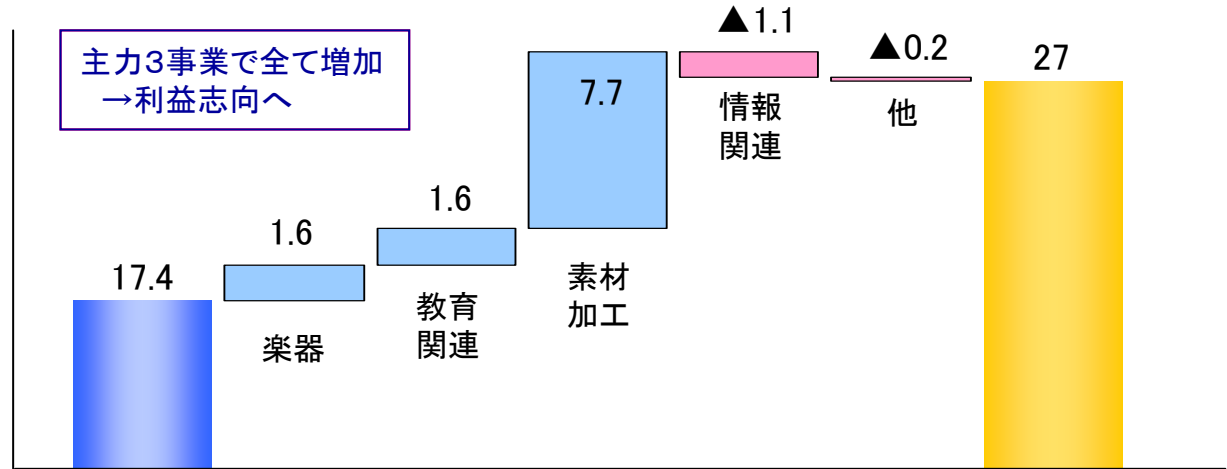 主力3事業で全て増加
→利益志向へ
17.4
1.6
楽器
1.6
教育
関連
7.7
素材
加工
▲1.1
情報
関連
▲0.2
他
27